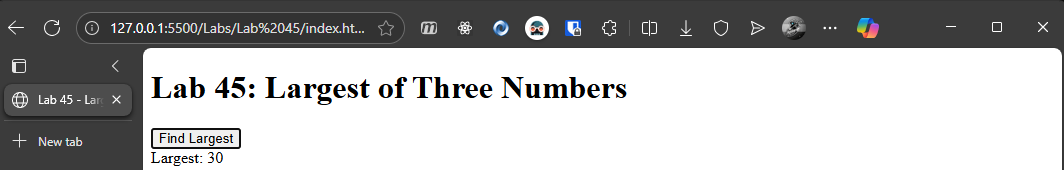 127.0.0.1:5500/Labs/Lab%2045/index.ht...
Lab 45 - Lar
New tab
Lab 45: Largest of Three Numbers
Find Largest
Largest: 30